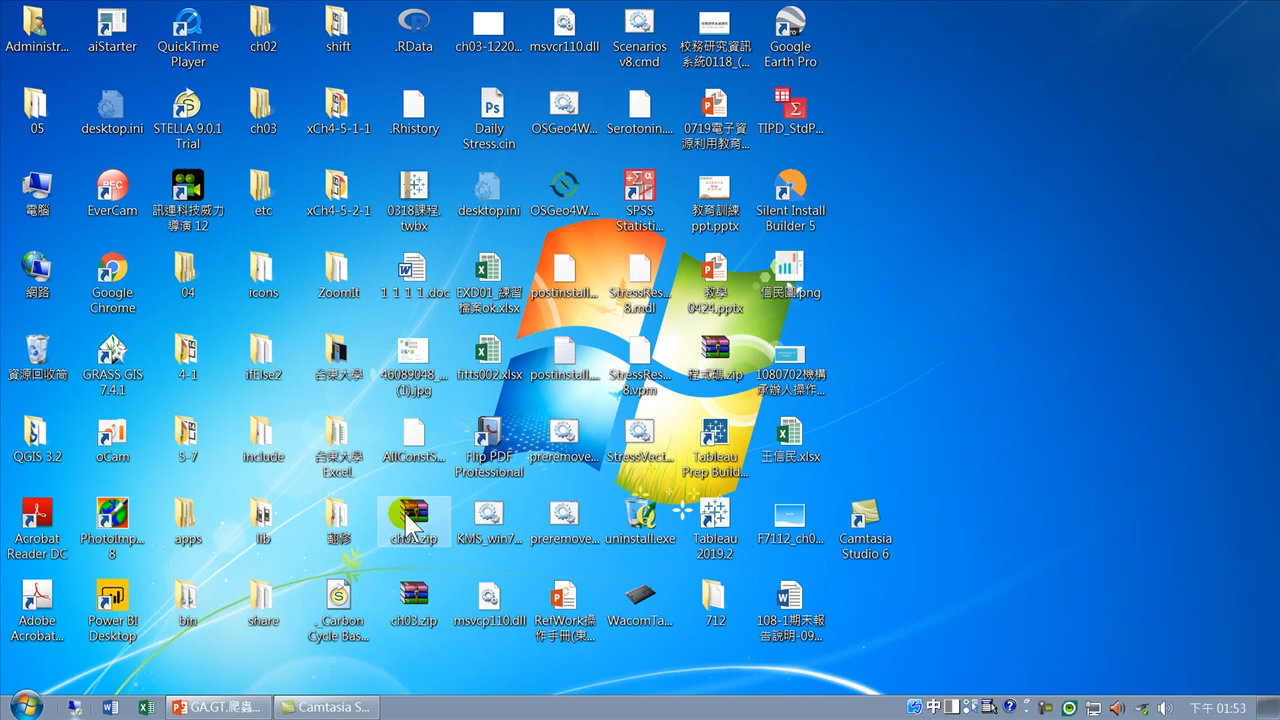 Administr...
aiStarter
QuickTime
Player
ch02
shift
.RData
ch03-1220...
msvcr110.dll
Scenarios
v8.cmd
校務研究資訊
系統0118_(...
Google
Earth Pro
05
desktop.ini
STELLA 9.0.1
Trial
ch03
xCh4-5-1-1
.Rhistory
Daily
Stress.cin
OSGeo4W...
Serotonin....
0719電子資
源利用教育...
TIPD_StdP...
電腦
EverCam
訊連科技威力
導演 12
etc
xCh4-5-2-1
0318課程.
twbx
desktop.ini
OSGeo4W....
SPSS
Statisti...
教育訓練
ppt.pptx
Silent Install
Builder 5
網路
Google
Chrome
04
icons
ZoomIt
1 1 1 1.doc
EXD01_練習
檔案ok.xlsx
postinstall...
StressRes...
8.mdl
教學
0424.pptx
信民圖.png
資源回收筒
GRASS GIS
7.4.1
4-1
ifElse2
台東大學
46089048_...
(1).jpg
fitts002.xlsx
postinstall....
StressRes...
8.vpm
程式碼.zip
1080702機構
承辦人操作...
QGIS 3.2
oCam
5-7
include
台東大學
Excel
AllConstS...
Flip PDF
Professional
preremove...
StressVect...
Tableau
Prep Build...
王信民.xlsx
Acrobat
Reader DC
PhotoImp...
8
apps
lib
勤修
ch02.zip
KMS_win7...
preremove...
uninstall.exe
Tableau
2019.2
F7112_ch0...
Camtasia
Studio 6
Adobe
Acrobat...
Power BI
Desktop
bin
share
._Carbon
Cycle Bas...
ch03.zip
msvcp110.dll
RefWork操
作手冊(東...
WacomTa...
712
108-1期末報
告說明-09...
GA.GT.爬蟲...
Camtasia S...
中
下午 01:53